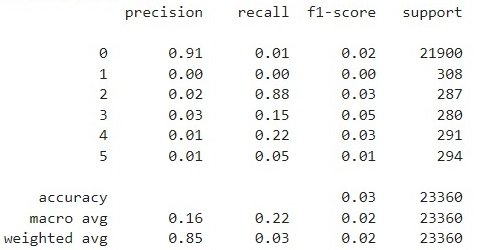 precision recall f1-score support
0 0.91 0.01 0.02 21900
1 0.00 0.00 0.00 308
2 0.02 0.88 0.03 287
3 0.03 0.15 0.05 280
4 0.01 0.22 0.03 291
5 0.01 0.05 0.01 294
accuracy 0.03 23360
macro avg 0.16 0.22 0.02 23360
weighted avg 0.85 0.03 0.02 23360